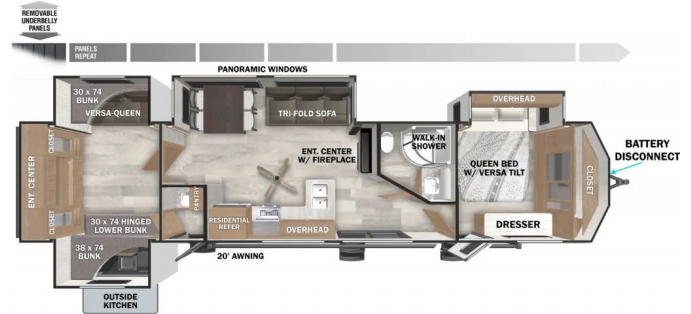 REMOVABLE
UNDERBELLY
PANELS
PANELS
REPEAT
PANORAMIC WINDOWS
30 x 74
BUNK
VERSA-QUEEN
TRI-FOLD SOFA
OVERHEAD
CLOSET
ENT. CENTER
ENT. CENTER
W/ FIREPLACE
WALK-IN
SHOWER
QUEEN BED
W/ VERSA TILT
CLOSET
BATTERY
DISCONNECT
PANTRY
CLOSET
30 x 74 HINGED
LOWER BUNK
RESIDENTIAL
REFER
OVERHEAD
DRESSER
38 x 74
BUNK
20' AWNING
OUTSIDE
KITCHEN